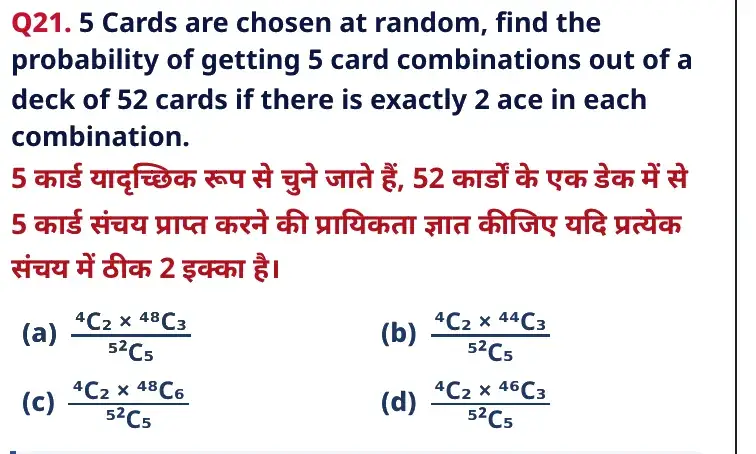 Q21. 5 Cards are chosen at random, find the
probability of getting 5 card combinations out of a
deck of 52 cards if there is exactly 2 ace in each
combination.
5 कार्ड यादृच्छिक रूप से चुने जाते हैं, 52 कार्डों के एक डेक में से
5 कार्ड संचय प्राप्त करने की प्रायिकता ज्ञात कीजिए यदि प्रत्येक
संचय में ठीक 2 इक्का है।
(a) ⁴C₂ × ⁴⁸C₃ / ⁵²C₅ (b) ⁴C₂ × ⁴⁴C₃ / ⁵²C₅
(c) ⁴C₂ × ⁴⁸C₆ / ⁵²C₅ (d) ⁴C₂ × ⁴⁶C₃ / ⁵²C₅